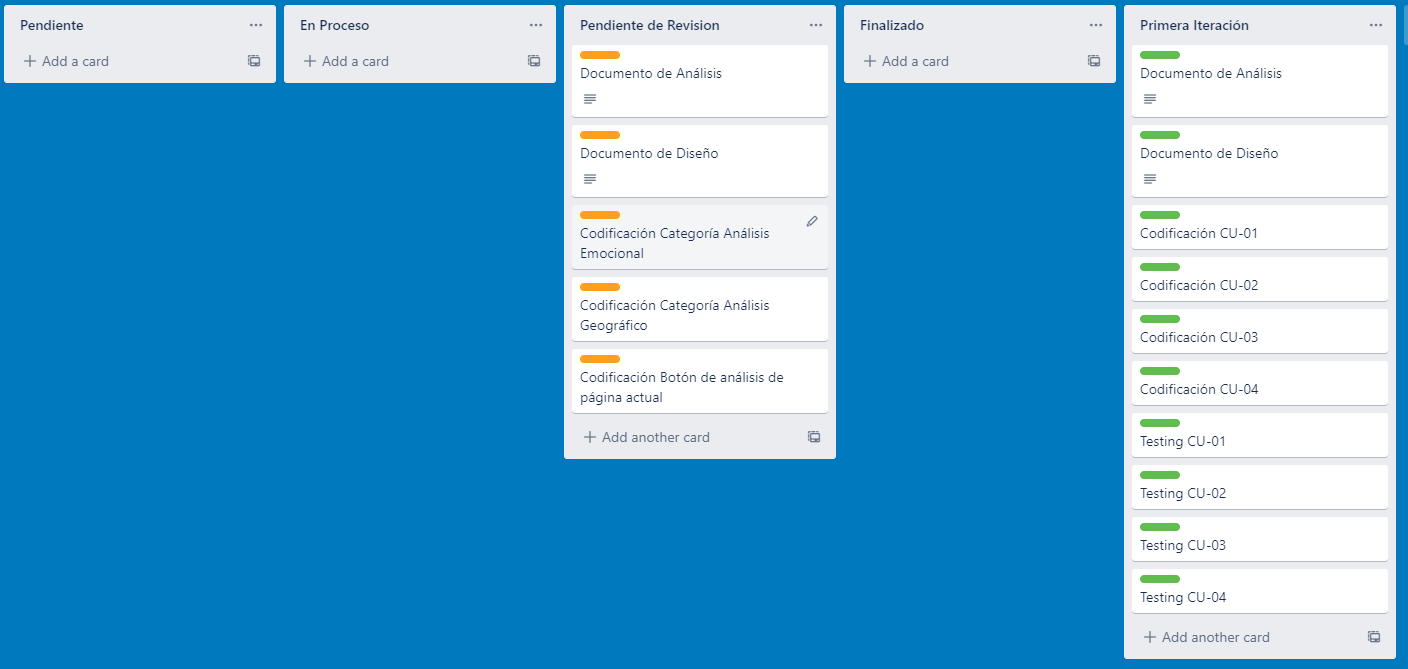 Pendiente
Add a card
En Proceso
Add a card
Pendiente de Revision
Documento de Análisis
Documento de Diseño
Codificación Categoría Análisis
Emocional
Codificación Categoría Análisis
Geográfico
Codificación Botón de análisis de
página actual
Add another card
Finalizado
Add a card
Primera Iteración
Documento de Análisis
Documento de Diseño
Codificación CU-01
Codificación CU-02
Codificación CU-03
Codificación CU-04
Testing CU-01
Testing CU-02
Testing CU-03
Testing CU-04
Add another card